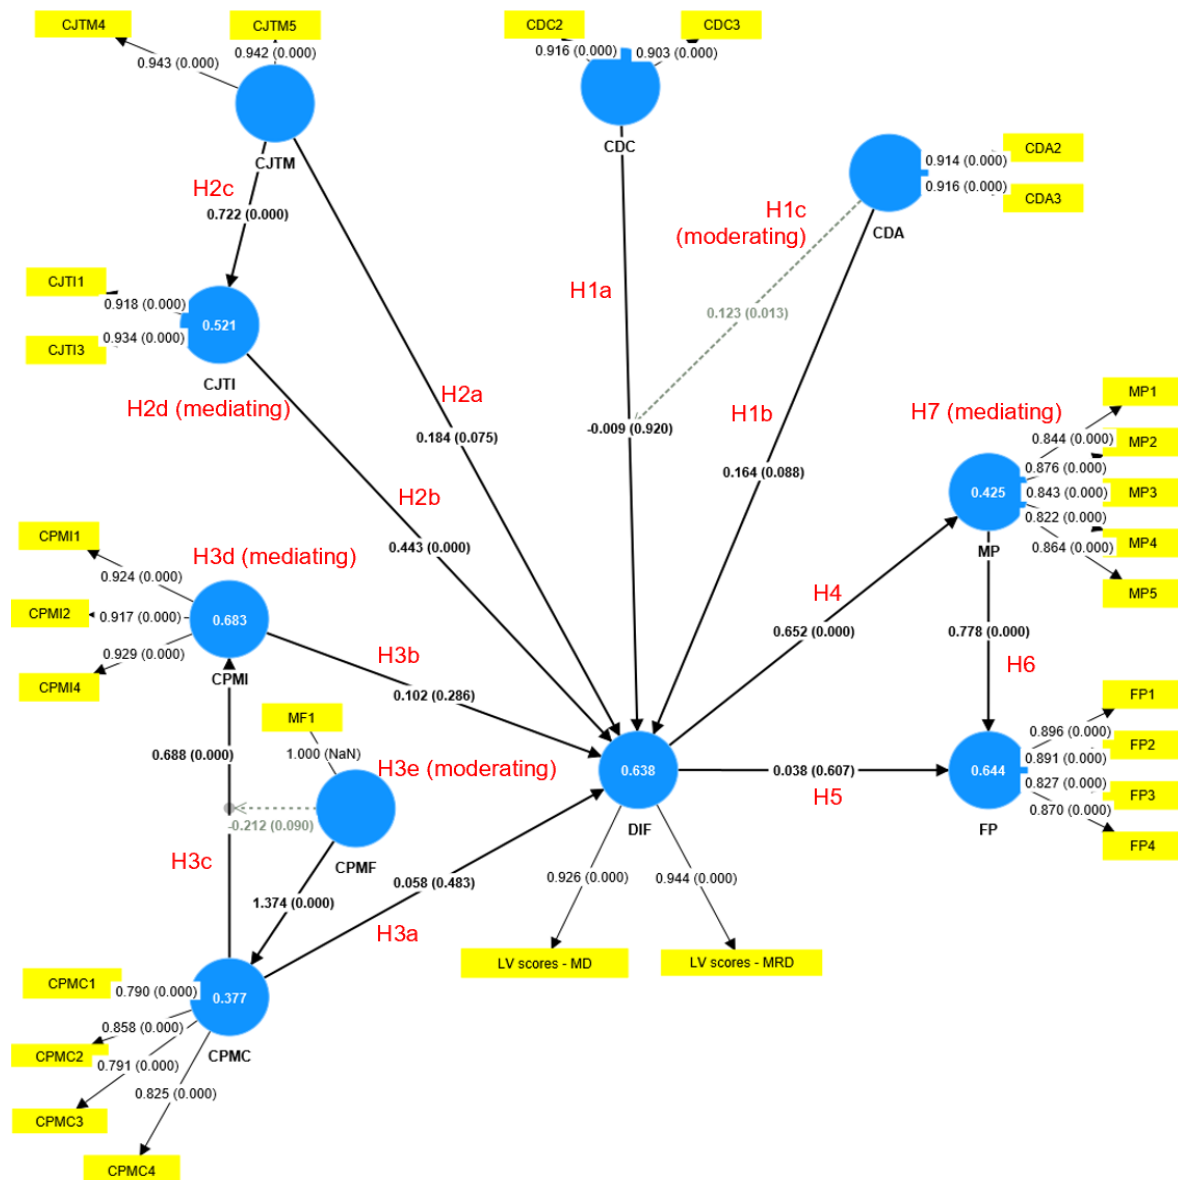 CJTM4
CJTM5
CDC2
CDC3
0.943 (0.000)
0.942 (0.000)
0.916 (0.000)
0.903 (0.000)
CJTM
CDC
CDA2
0.914 (0.000)
0.916 (0.000)
CDA3
CDA
H2c
0.722 (0.000)
H1c
(moderating)
H1a
0.123 (0.013)
CJTI1
0.918 (0.000)
0.934 (0.000)
CJTI3
0.521
CJTI
H2d (mediating)
H2a
0.184 (0.075)
-0.009 (0.920)
H1b
0.164 (0.088)
H7 (mediating)
MP1
0.844 (0.000)
MP2
0.876 (0.000)
0.425
0.843 (0.000)
MP3
0.822 (0.000)
MP4
0.864 (0.000)
MP5
MP
H2b
0.443 (0.000)
CPMI1
H3d (mediating)
0.924 (0.000)
CPMI2
0.917 (0.000)
0.929 (0.000)
CPMI4
0.683
CPMI
H3b
0.102 (0.286)
H4
0.652 (0.000)
0.778 (0.000)
H6
MF1
1.000 (NaN)
0.688 (0.000)
H3e (moderating)
-0.212 (0.090)
CPMF
0.638
DIF
0.038 (0.607)
H5
0.644
FP
FP1
0.896 (0.000)
FP2
0.891 (0.000)
0.827 (0.000)
FP3
0.870 (0.000)
FP4
H3c
1.374 (0.000)
0.058 (0.483)
H3a
0.926 (0.000)
0.944 (0.000)
LV scores - MD
LV scores - MRD
CPMC1
0.790 (0.000)
0.377
CPMC
0.858 (0.000)
CPMC2
0.791 (0.000)
0.825 (0.000)
CPMC3
CPMC4